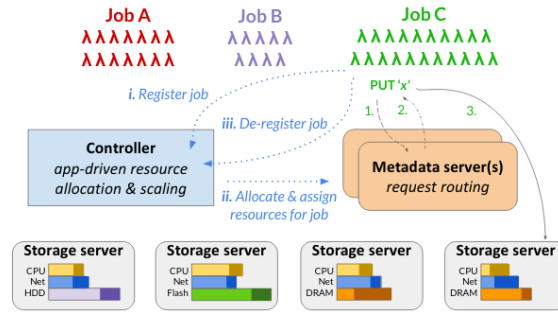 Job A
Job B
Job C
λλλλλλλ
λλλλλ
λλλλλλλλλλ
λλλλλλλ
λλλλ
λλλλλλλλλλ
PUT 'x'
i. Register job
1.
2.
3.
iii. De-register job
Controller
app-driven resource
allocation & scaling
Metadata server(s)
request routing
ii. Allocate & assign
resources for job
Storage server
CPU
Net
HDD
Storage server
CPU
Net
Flash
Storage server
CPU
Net
DRAM
Storage server
CPU
Net
DRAM